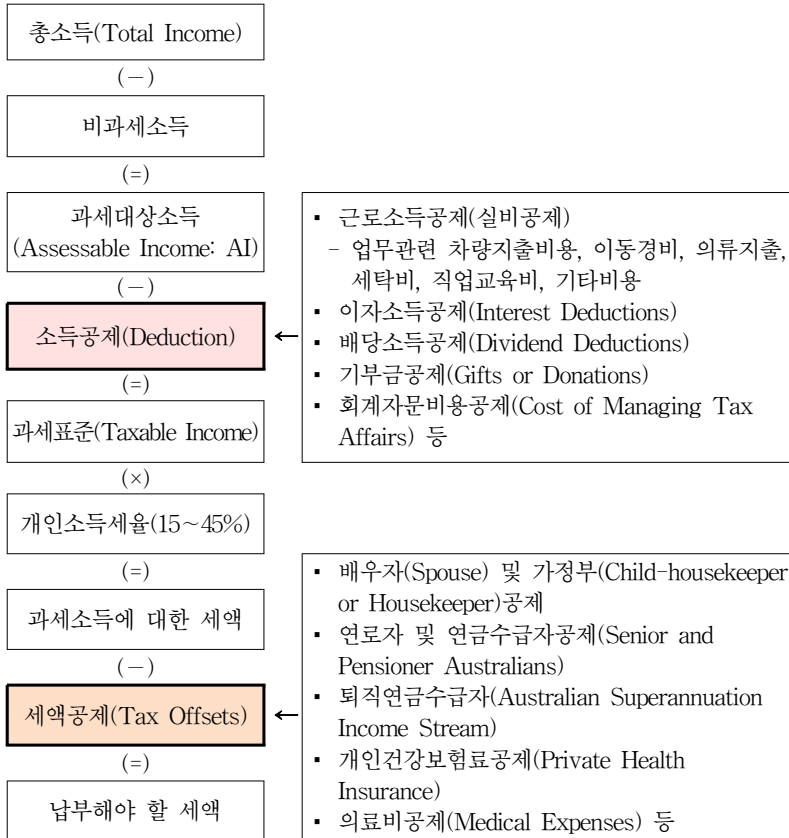 총소득(Total Income)
(－)
비과세소득
(=)
과세대상소득
(Assessable Income: AI)
(－)
소득공제(Deduction)
(=)
과세표준(Taxable Income)
(×)
개인소득세율(15~45%)
(=)
과세소득에 대한 세액
(－)
세액공제(Tax Offsets)
(=)
납부해야 할 세액
▪ 근로소득공제(실비공제)
- 업무관련 차량지출비용, 이동경비, 의류지출,
세탁비, 직업교육비, 기타비용
▪ 이자소득공제(Interest Deductions)
▪ 배당소득공제(Dividend Deductions)
▪ 기부금공제(Gifts or Donations)
▪ 회계자문비용공제(Cost of Managing Tax
Affairs) 등
▪ 배우자(Spouse) 및 가정부(Child-housekeeper
or Housekeeper)공제
▪ 연로자 및 연금수급자공제(Senior and
Pensioner Australians)
▪ 퇴직연금수급자(Australian Superannuation
Income Stream)
▪ 개인건강보험료공제(Private Health
Insurance)
▪ 의료비공제(Medical Expenses) 등